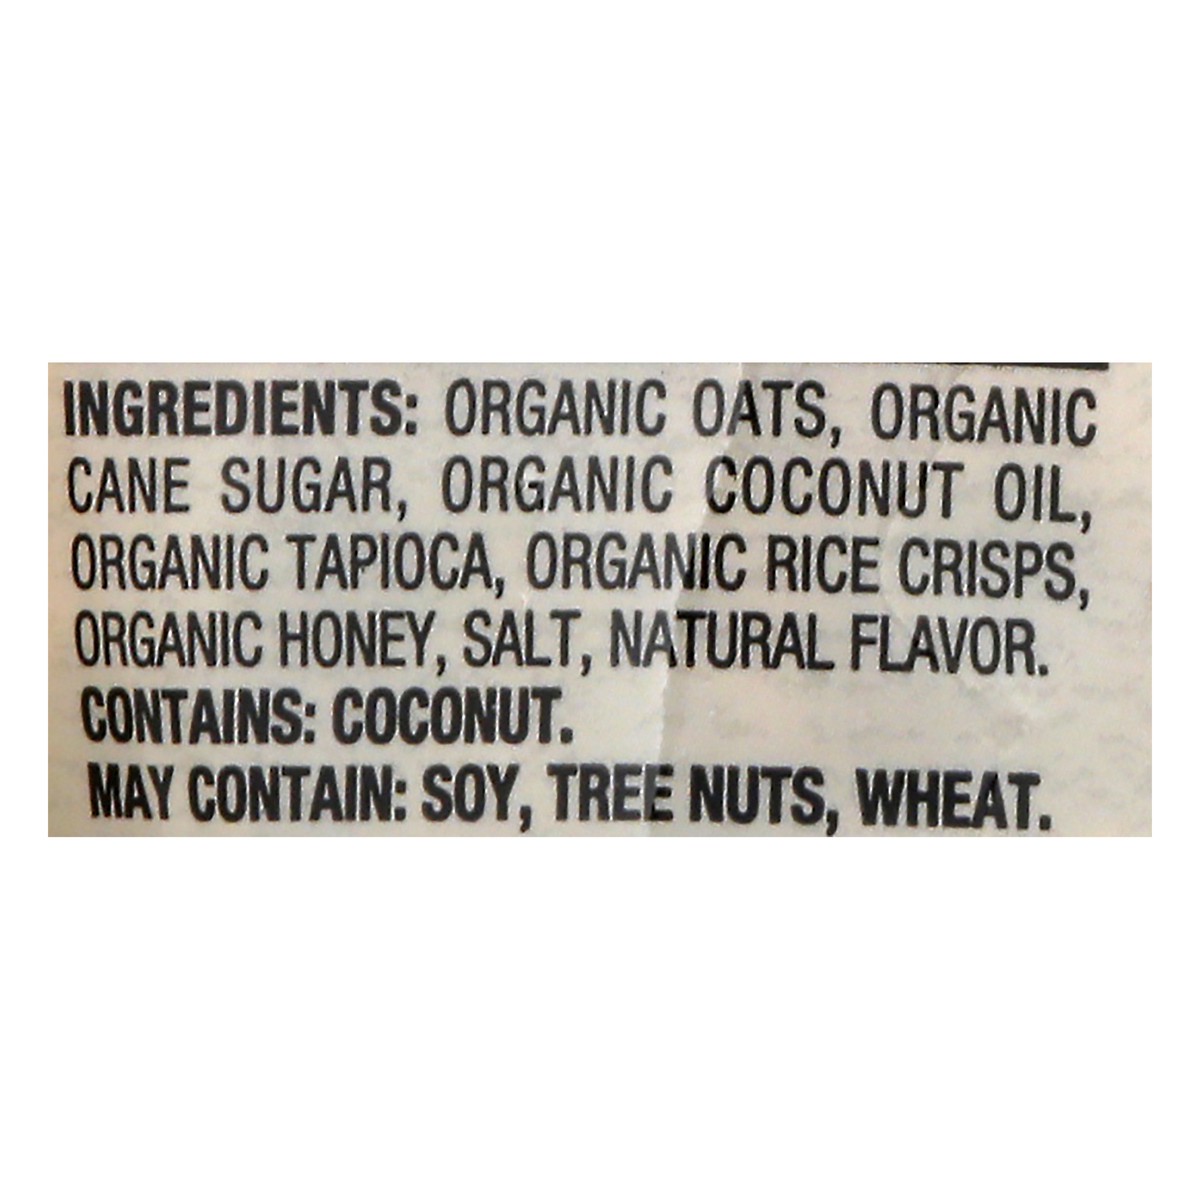 INGREDIENTS: ORGANIC OATS, ORGANIC
CANE SUGAR, ORGANIC COCONUT OIL,
ORGANIC TAPIOCA, ORGANIC RICE CRISPS,
ORGANIC HONEY, SALT, NATURAL FLAVOR.
CONTAINS: COCONUT.
MAY CONTAIN: SOY, TREE NUTS, WHEAT.